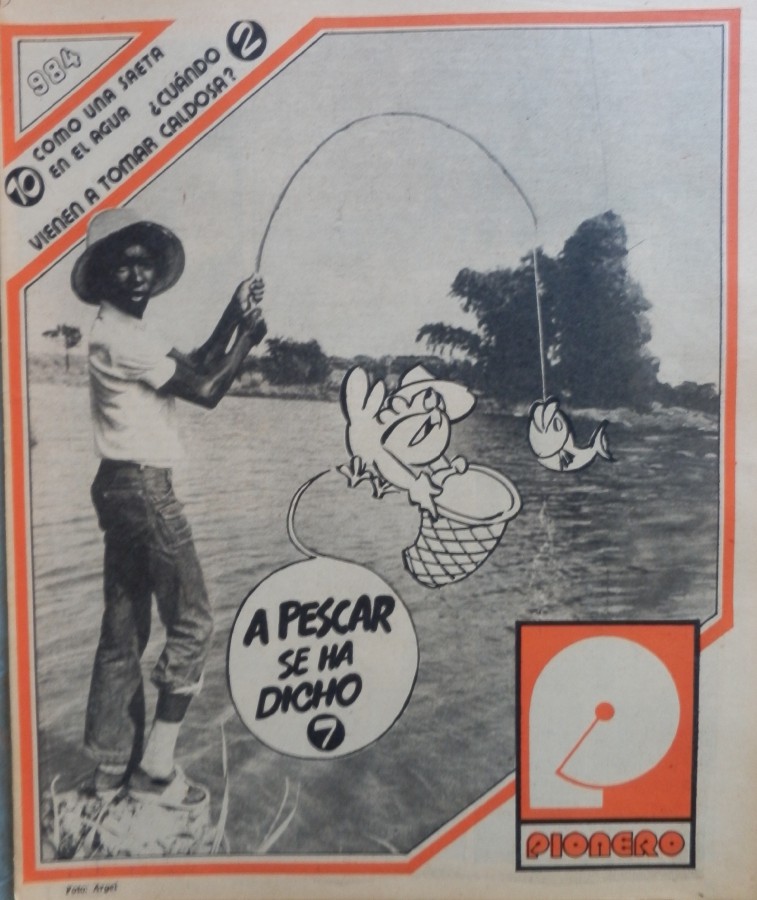 984
2
¿CUÁNDO
VIENEN A TOMAR CALDOSA?
COMO UNA SAETA
EN EL AGUA
10
A PESCAR
SE HA
DICHO
7
PIONERO
Foto: Argel